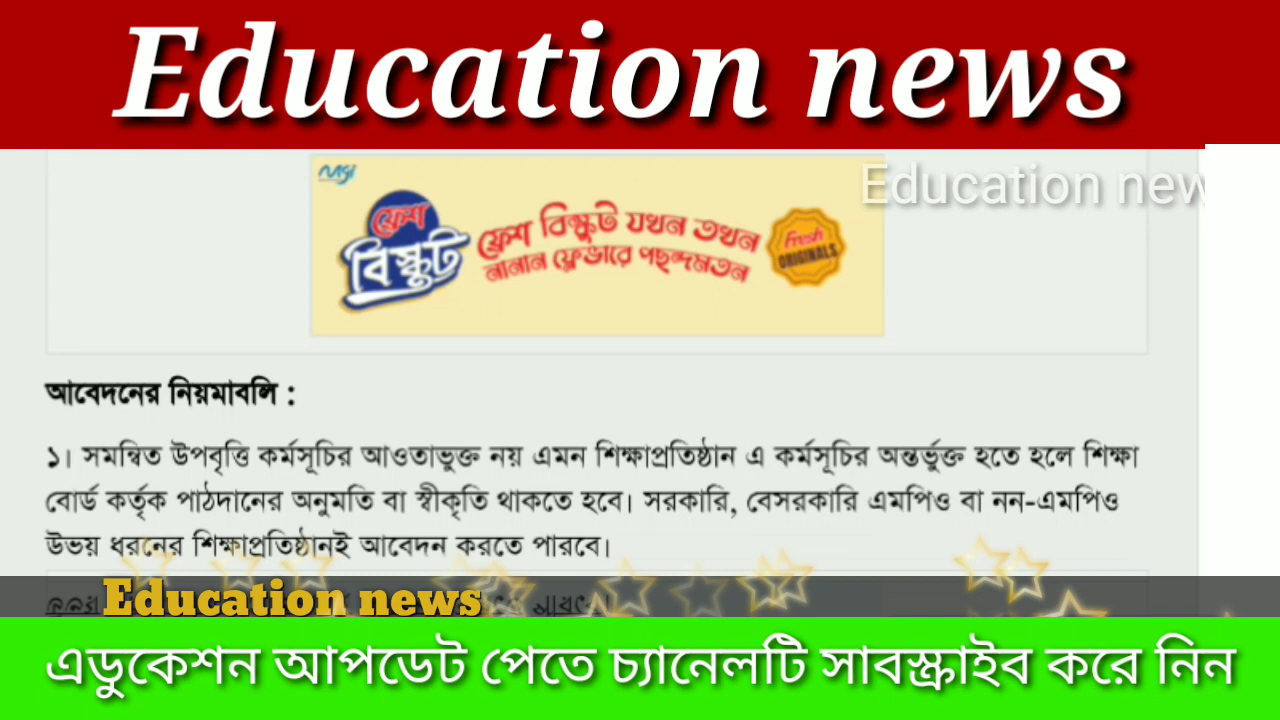 Education news
Education new
ফ্রেশ
বিস্কুট
ফ্রেশ বিস্কুট যখন তখন
নানান ফ্লেভারে পছন্দমতন
Fresh
ORIGINALS
আবেদনের নিয়মাবলি :
১। সমন্বিত উপবৃত্তি কর্মসূচির আওতাভুক্ত নয় এমন শিক্ষাপ্রতিষ্ঠান এ কর্মসূচির অন্তর্ভুক্ত হতে হলে শিক্ষা
বোর্ড কর্তৃক পাঠদানের অনুমতি বা স্বীকৃতি থাকতে হবে। সরকারি, বেসরকারি এমপিও বা নন-এমপিও
উভয় ধরনের শিক্ষাপ্রতিষ্ঠানই আবেদন করতে পারবে।
Education news
এডুকেশন আপডেট পেতে চ্যানেলটি সাবস্ক্রাইব করে নিন